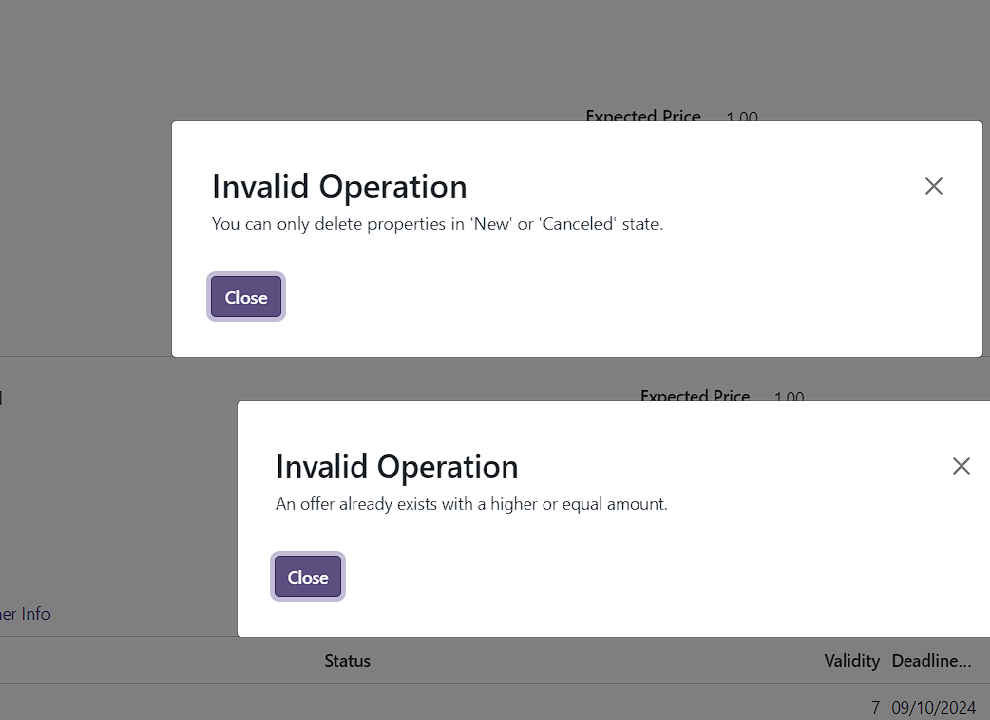 Expected Price 1.00
Invalid Operation
You can only delete properties in 'New' or 'Canceled' state.
Close
Expected Price 1.00
Invalid Operation
An offer already exists with a higher or equal amount.
Close
Info
Status Validity Deadline...
7 09/10/2024